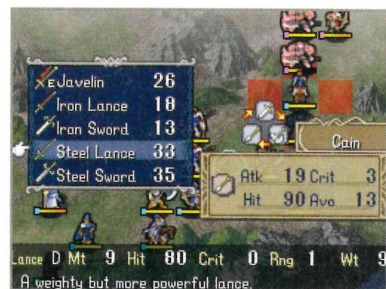 E Javelin 26
Iron Lance 18
Iron Sword 13
Steel Lance 33
Steel Sword 35
Cain
Atk 19 Crit 3
Hit 90 Avo 13
Lance D Mt 9 Hit 80 Crit 0 Rng 1 Wt 9
A weighty but more powerful lance.